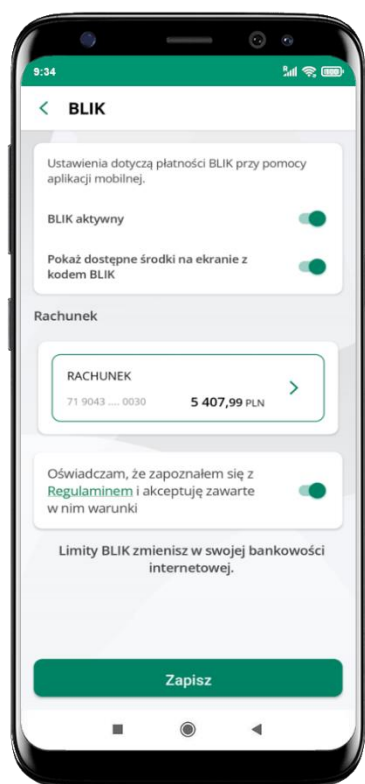 9:34
BLIK
Ustawienia dotyczą płatności BLIK przy pomocy
aplikacji mobilnej.
BLIK aktywny
Pokaż dostępne środki na ekranie z
kodem BLIK
Rachunek
RACHUNEK
71 9043 .... 0030 5 407,99 PLN
Oświadczam, że zapoznałem się z
Regulaminem i akceptuję zawarte
w nim warunki
Limity BLIK zmienisz w swojej bankowości
internetowej.
Zapisz